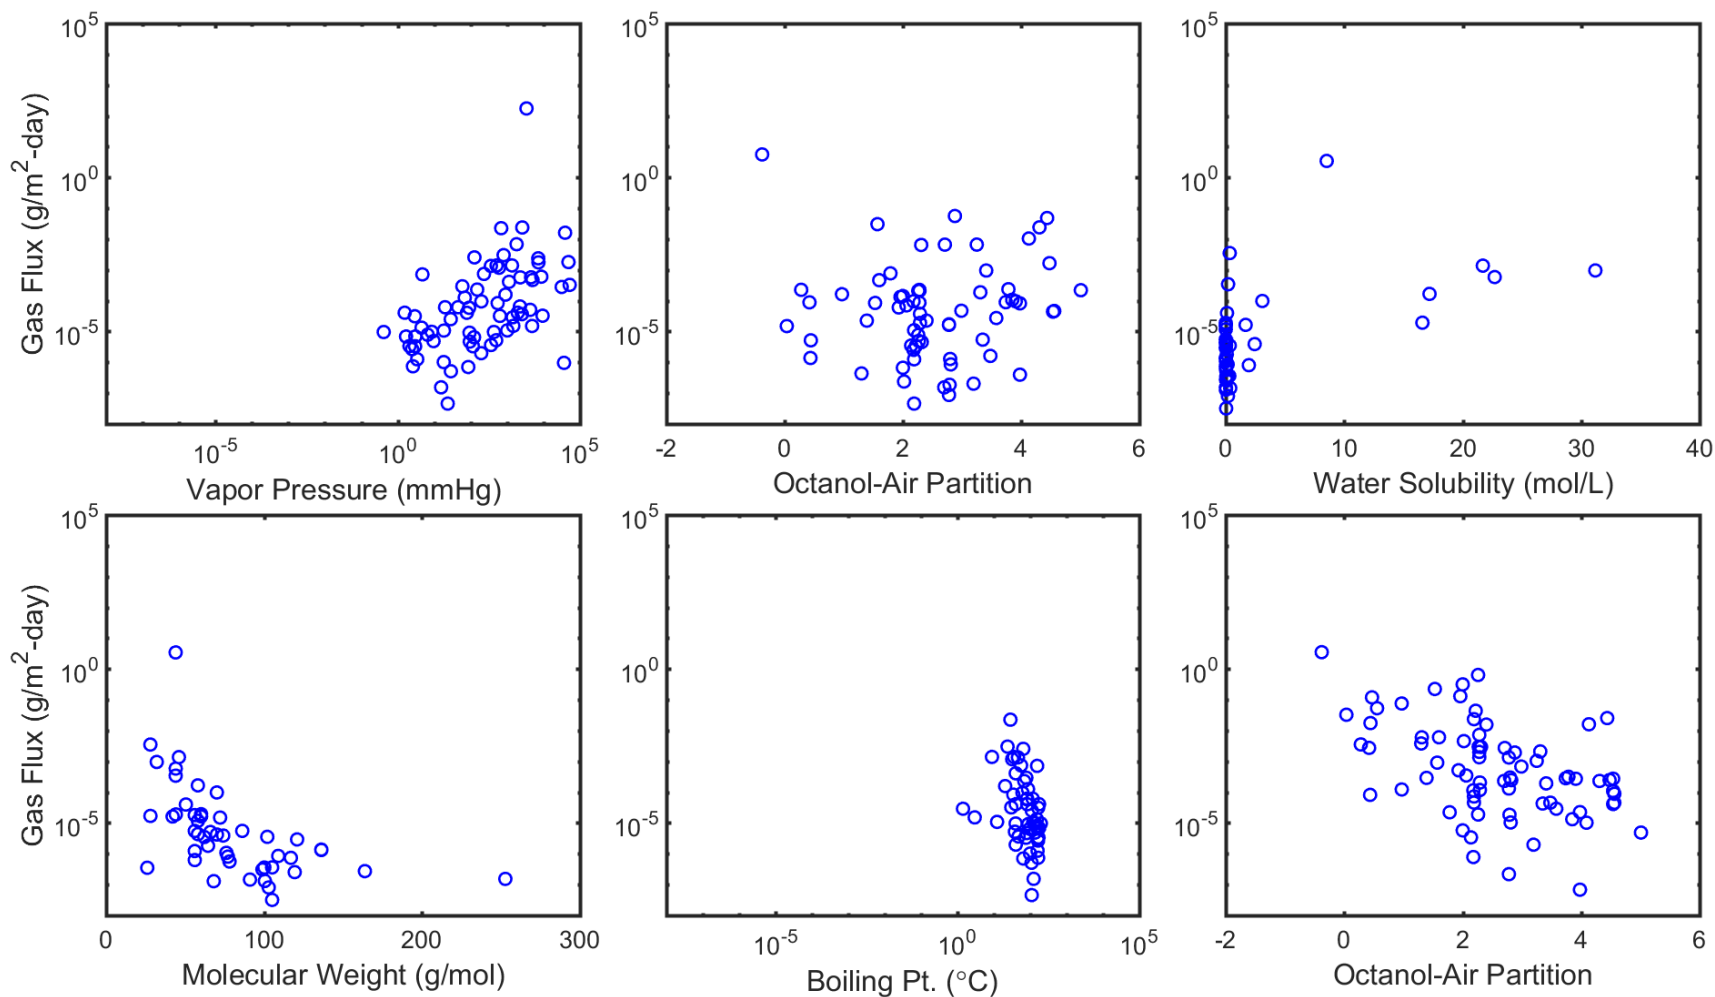 10^5 10^5 10^5
Gas Flux (g/m^2-day)
10^0 10^0 10^0
10^-5 10^-5 10^-5
10^-5 10^0 10^5 -2 0 2 4 6 0 10 20 30 40
Vapor Pressure (mmHg) Octanol-Air Partition Water Solubility (mol/L)
10^5 10^5 10^5
Gas Flux (g/m^2-day)
10^0 10^0 10^0
10^-5 10^-5 10^-5
0 100 200 300 10^-5 10^0 10^5 -2 0 2 4 6
Molecular Weight (g/mol) Boiling Pt. (°C) Octanol-Air Partition